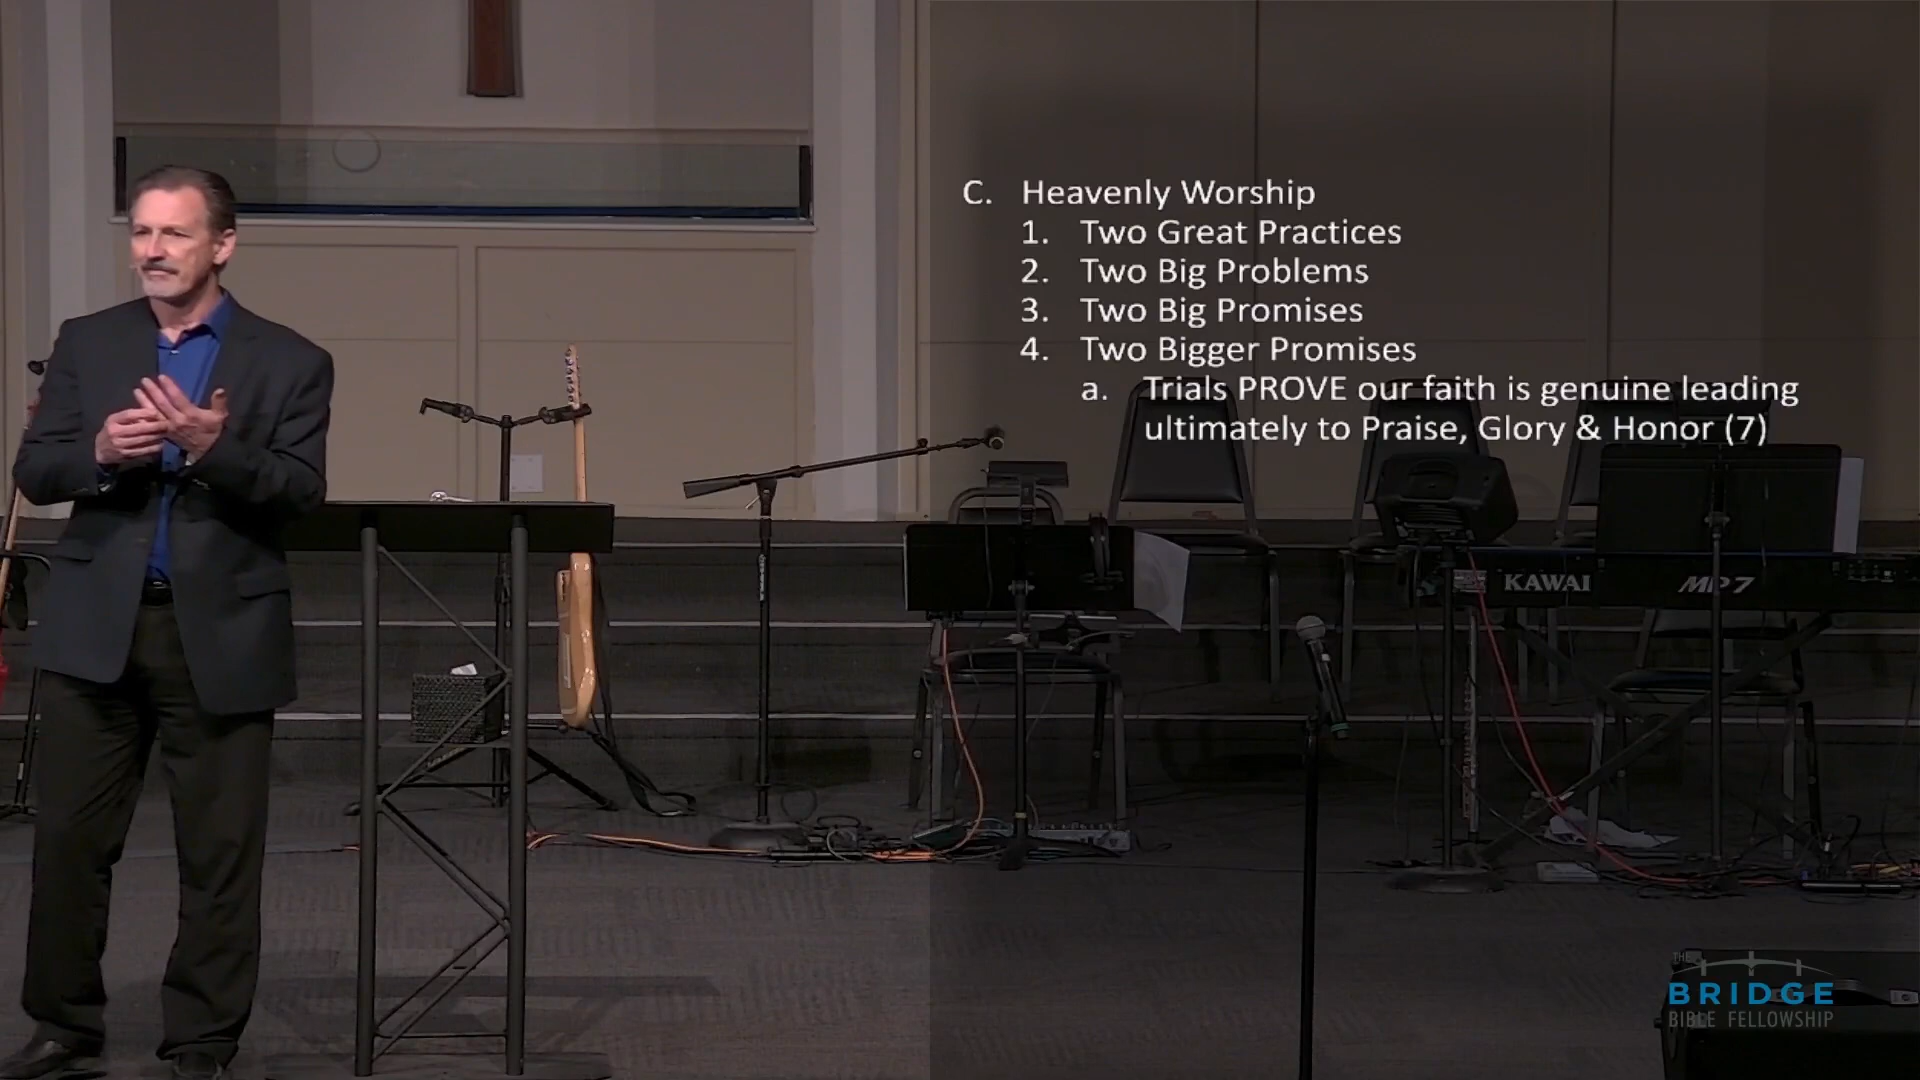 C. Heavenly Worship
1. Two Great Practices
2. Two Big Problems
3. Two Big Promises
4. Two Bigger Promises
a. Trials PROVE our faith is genuine leading
ultimately to Praise, Glory & Honor (7)
KAWAI
MP7
THE
BRIDGE
BIBLE FELLOWSHIP